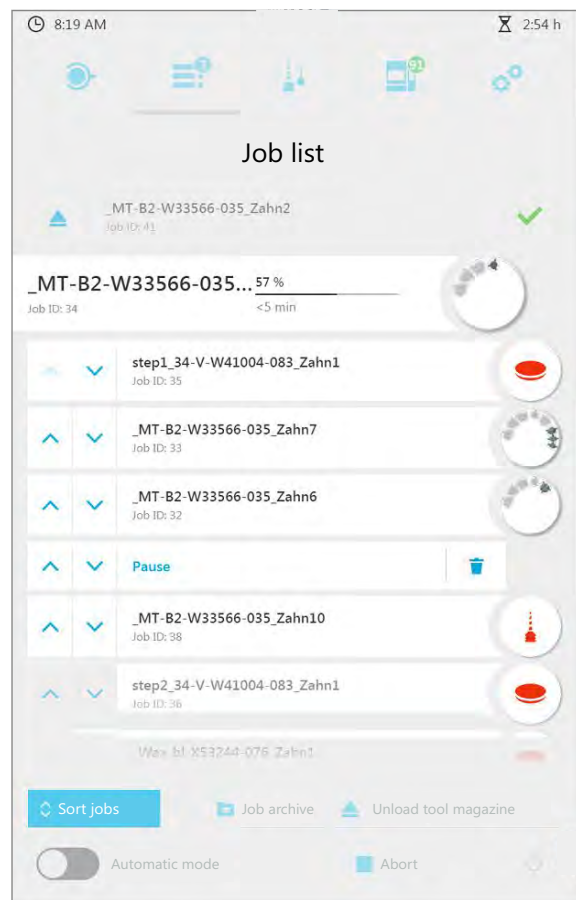 8:19 AM
2:54 h
91
Job list
_MT-B2-W33566-035_Zahn2
Job ID: 41
_MT-B2-W33566-035...
57 %
Job ID: 34
<5 min
step1_34-V-W41004-083_Zahn1
Job ID: 35
_MT-B2-W33566-035_Zahn7
Job ID: 33
_MT-B2-W33566-035_Zahn6
Job ID: 32
Pause
_MT-B2-W33566-035_Zahn10
Job ID: 38
step2_34-V-W41004-083_Zahn1
Job ID: 36
Sort jobs
Job archive
Unload tool magazine
Automatic mode
Abort